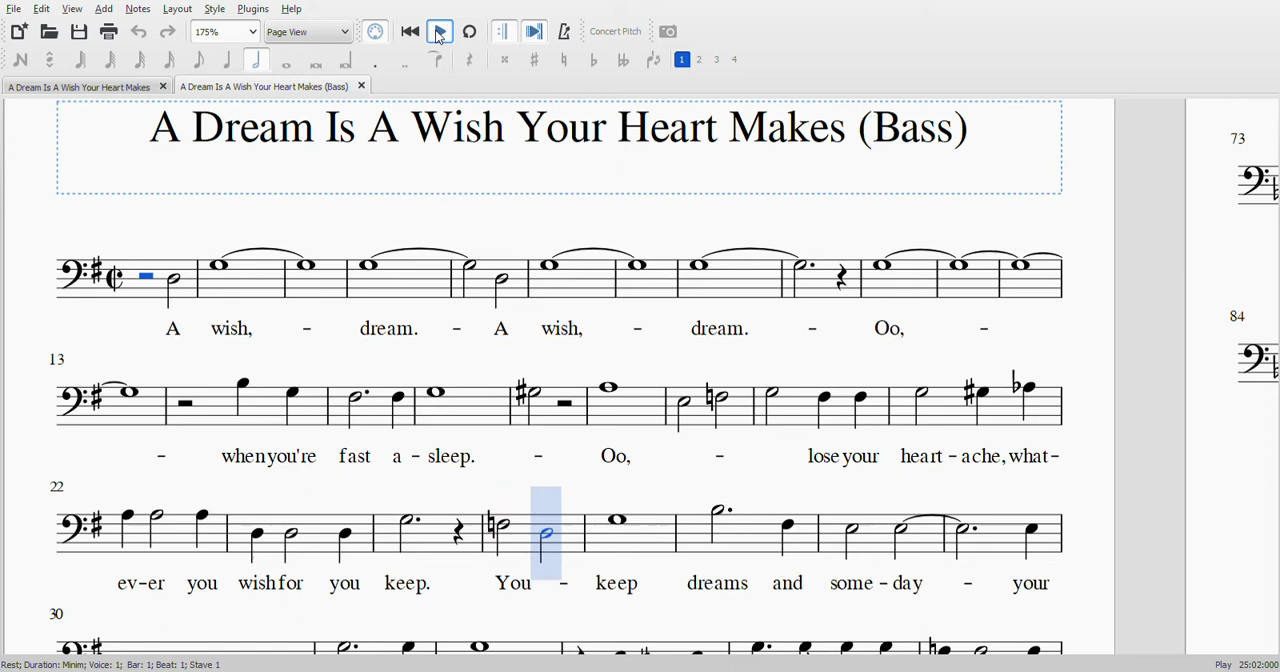 File Edit View Add Notes Layout Style Plugins Help
175% Page View Concert Pitch
1 2 3 4
A Dream Is A Wish Your Heart Makes A Dream Is A Wish Your Heart Makes (Bass)
A Dream Is A Wish Your Heart Makes (Bass)
73
A wish, - dream. - A wish, - dream. - Oo, -
84
13
- when you're fast a - sleep. - Oo, - lose your heart - ache, what -
22
ev - er you wish for you keep. You - keep dreams and some - day - your
30
Rest; Duration: Minim; Voice: 1; Bar: 1; Beat: 1; Stave 1 Play 25:02:000